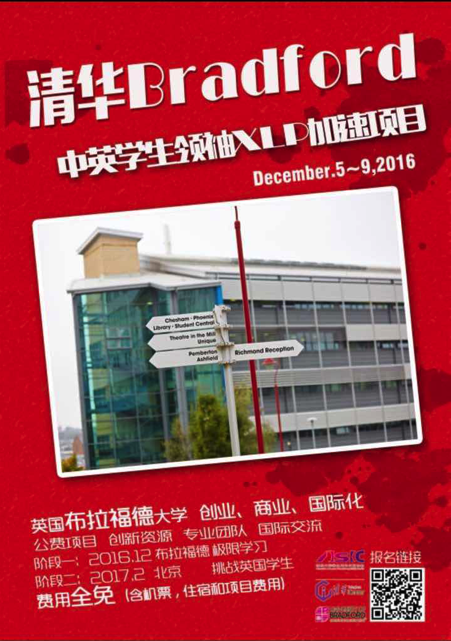 清华Bradford
中英学生领袖XLP加速项目
December.5~9,2016
Chesham · Phoenix
Library · Student Central
Theatre in the Mill
Unique
Pemberton
Ashfield
Richmond Reception
英国布拉福德大学 创业、商业、国际化
公费项目 创新资源 专业团队 国际交流
阶段一：2016.12 布拉福德 极限学习
阶段二：2017.2 北京 挑战英国学生
费用全免（含机票，住宿和项目费用）
报名链接